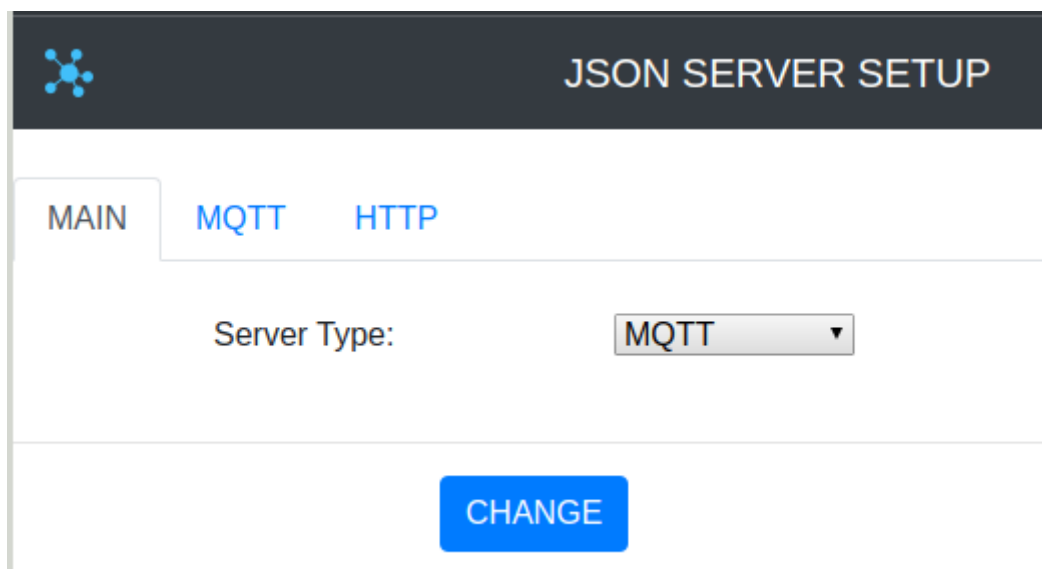 JSON SERVER SETUP
MAIN MQTT HTTP
Server Type: MQTT
CHANGE